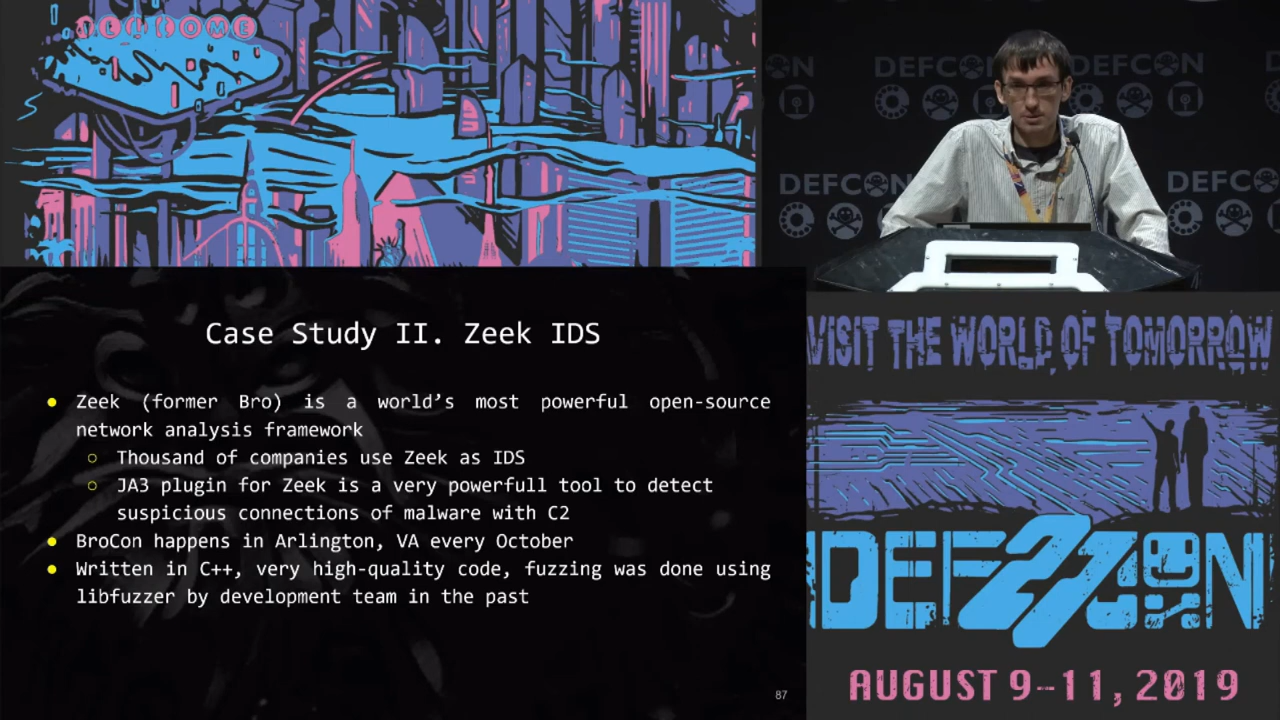 WELCOME
DEFCON DEFCON
DEFCON DEFC
Case Study II. Zeek IDS
● Zeek (former Bro) is a world’s most powerful open-source
network analysis framework
○ Thousand of companies use Zeek as IDS
○ JA3 plugin for Zeek is a very powerfull tool to detect
suspicious connections of malware with C2
● BroCon happens in Arlington, VA every October
● Written in C++, very high-quality code, fuzzing was done using
libfuzzer by development team in the past
87
VISIT THE WORLD OF TOMORROW
DEF27CON
AUGUST 9-11, 2019